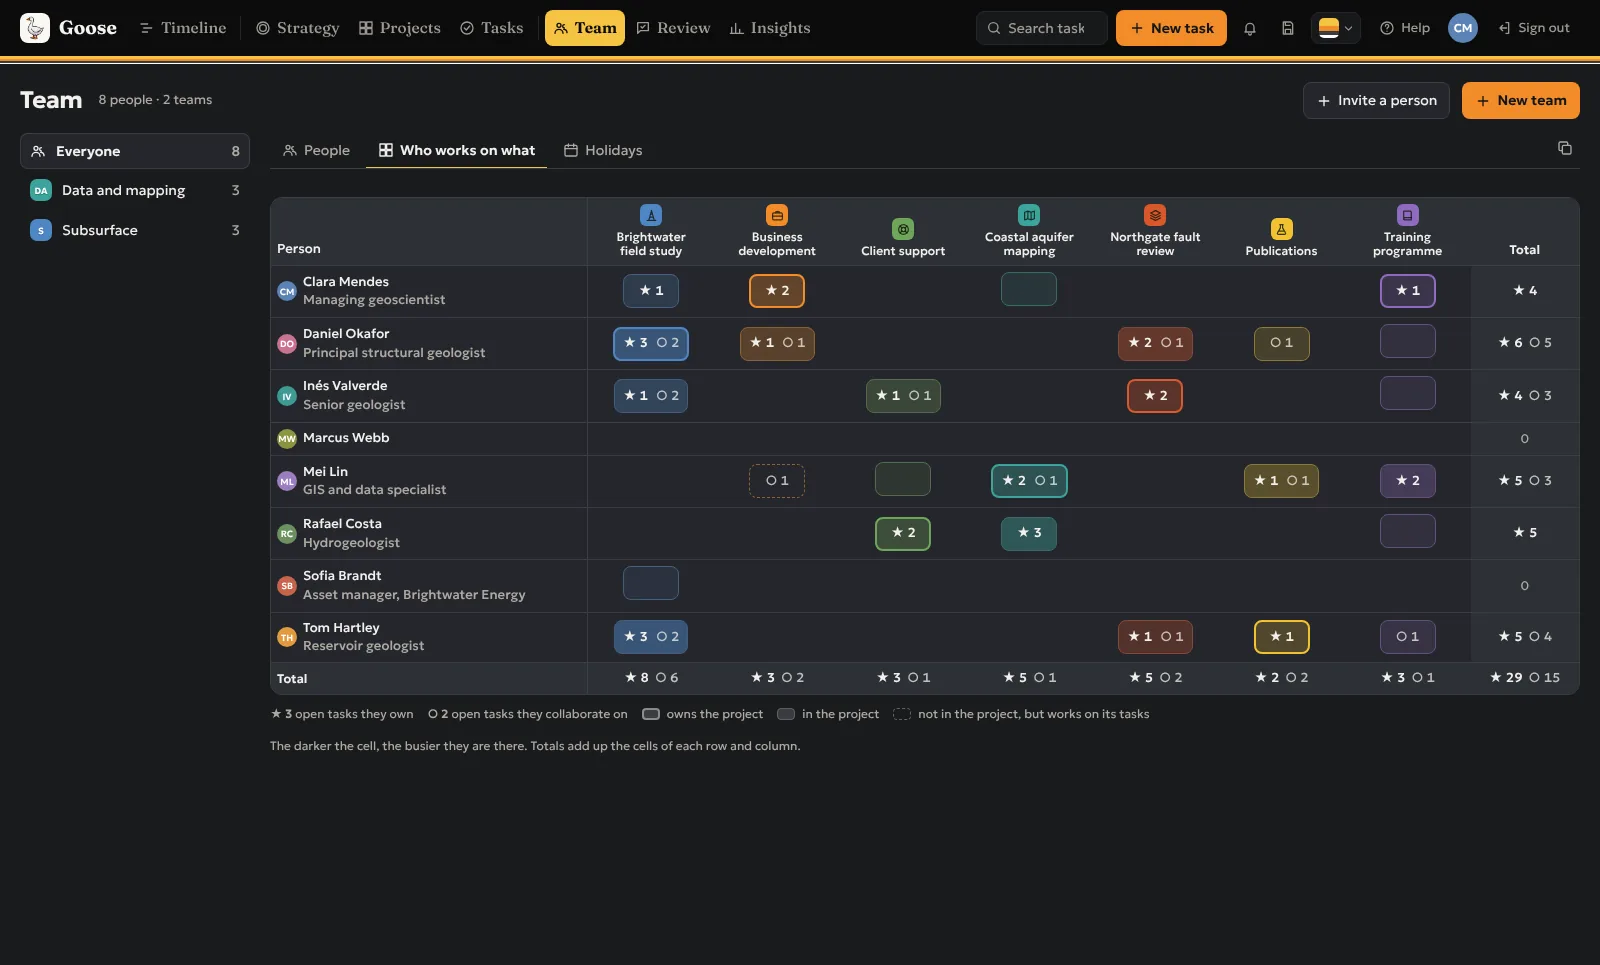 Goose
Timeline
Strategy
Projects
Tasks
Team
Review
Insights
Search task
+ New task
Help
CM
Sign out
Team
8 people · 2 teams
+ Invite a person
+ New team
Everyone 8
DA Data and mapping 3
S Subsurface 3
People
Who works on what
Holidays
Person
Brightwater
field study
Business
development
Client support
Coastal aquifer
mapping
Northgate fault
review
Publications
Training
programme
Total
CM Clara Mendes
Managing geoscientist
★ 1 ★ 2 ★ 1 ★ 4
DO Daniel Okafor
Principal structural geologist
★ 3 ○ 2 ★ 1 ○ 1 ★ 2 ○ 1 ○ 1 ★ 6 ○ 5
IV Inés Valverde
Senior geologist
★ 1 ○ 2 ★ 1 ○ 1 ★ 2 ★ 4 ○ 3
MW Marcus Webb 0
ML Mei Lin
GIS and data specialist
○ 1 ★ 2 ○ 1 ★ 1 ○ 1 ★ 2 ★ 5 ○ 3
RC Rafael Costa
Hydrogeologist
★ 2 ★ 3 ★ 5
SB Sofia Brandt
Asset manager, Brightwater Energy
0
TH Tom Hartley
Reservoir geologist
★ 3 ○ 2 ★ 1 ○ 1 ★ 1 ○ 1 ★ 5 ○ 4
Total ★ 8 ○ 6 ★ 3 ○ 2 ★ 3 ○ 1 ★ 5 ○ 1 ★ 5 ○ 2 ★ 2 ○ 2 ★ 3 ○ 1 ★ 29 ○ 15
★ 3 open tasks they own ○ 2 open tasks they collaborate on owns the project in the project not in the project, but works on its tasks
The darker the cell, the busier they are there. Totals add up the cells of each row and column.